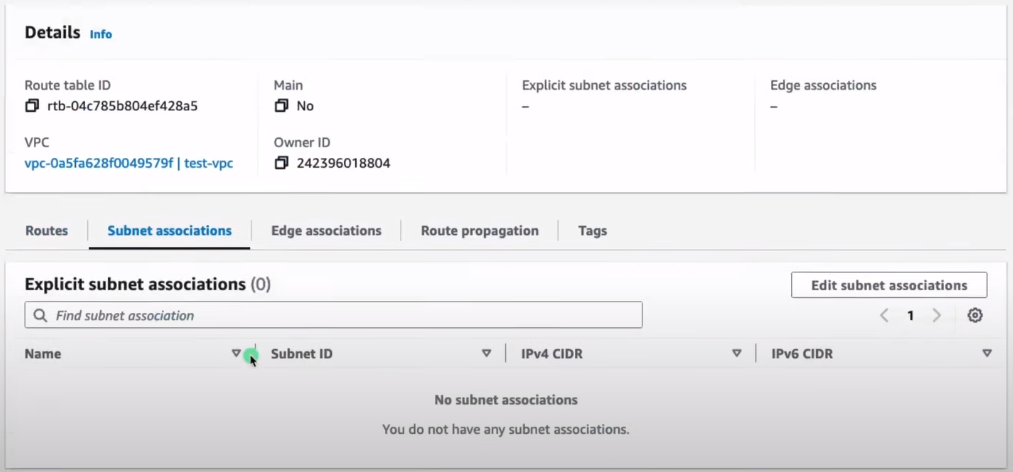 Details Info
Route table ID
rtb-04c785b804ef428a5
Main
No
Explicit subnet associations
–
Edge associations
–
VPC
vpc-0a5fa628f0049579f | test-vpc
Owner ID
242396018804
Routes
Subnet associations
Edge associations
Route propagation
Tags
Explicit subnet associations (0)
Edit subnet associations
Find subnet association
1
Name
Subnet ID
IPv4 CIDR
IPv6 CIDR
No subnet associations
You do not have any subnet associations.